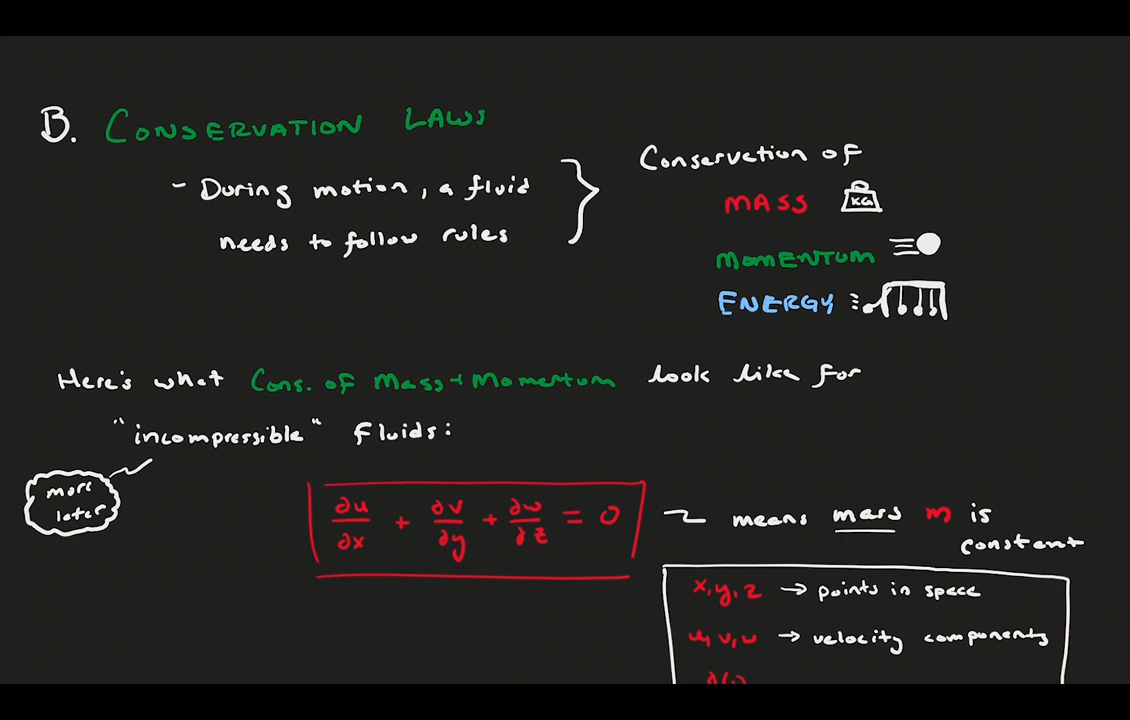 B. CONSERVATION LAWS
- During motion, a fluid
needs to follow rules
Conservation of
MASS KG
MOMENTUM
ENERGY
Here's what Cons. of Mass + Momentum look like for
"incompressible" fluids:
more
later
∂u/∂x + ∂v/∂y + ∂w/∂z = 0
~ means mass m is
constant
x, y, z → points in space
u, v, w → velocity components